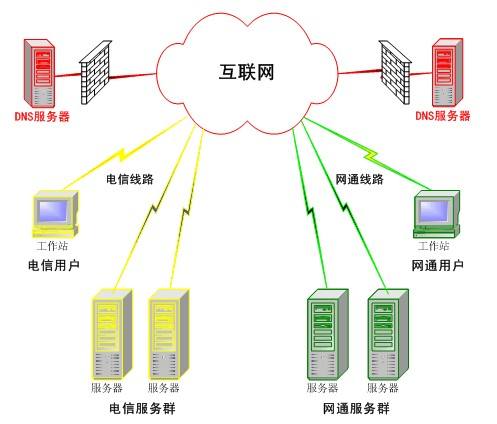 互联网
DNS服务器
DNS服务器
电信线路
网通线路
工作站
电信用户
工作站
网通用户
服务器
服务器
服务器
服务器
电信服务群
网通服务群